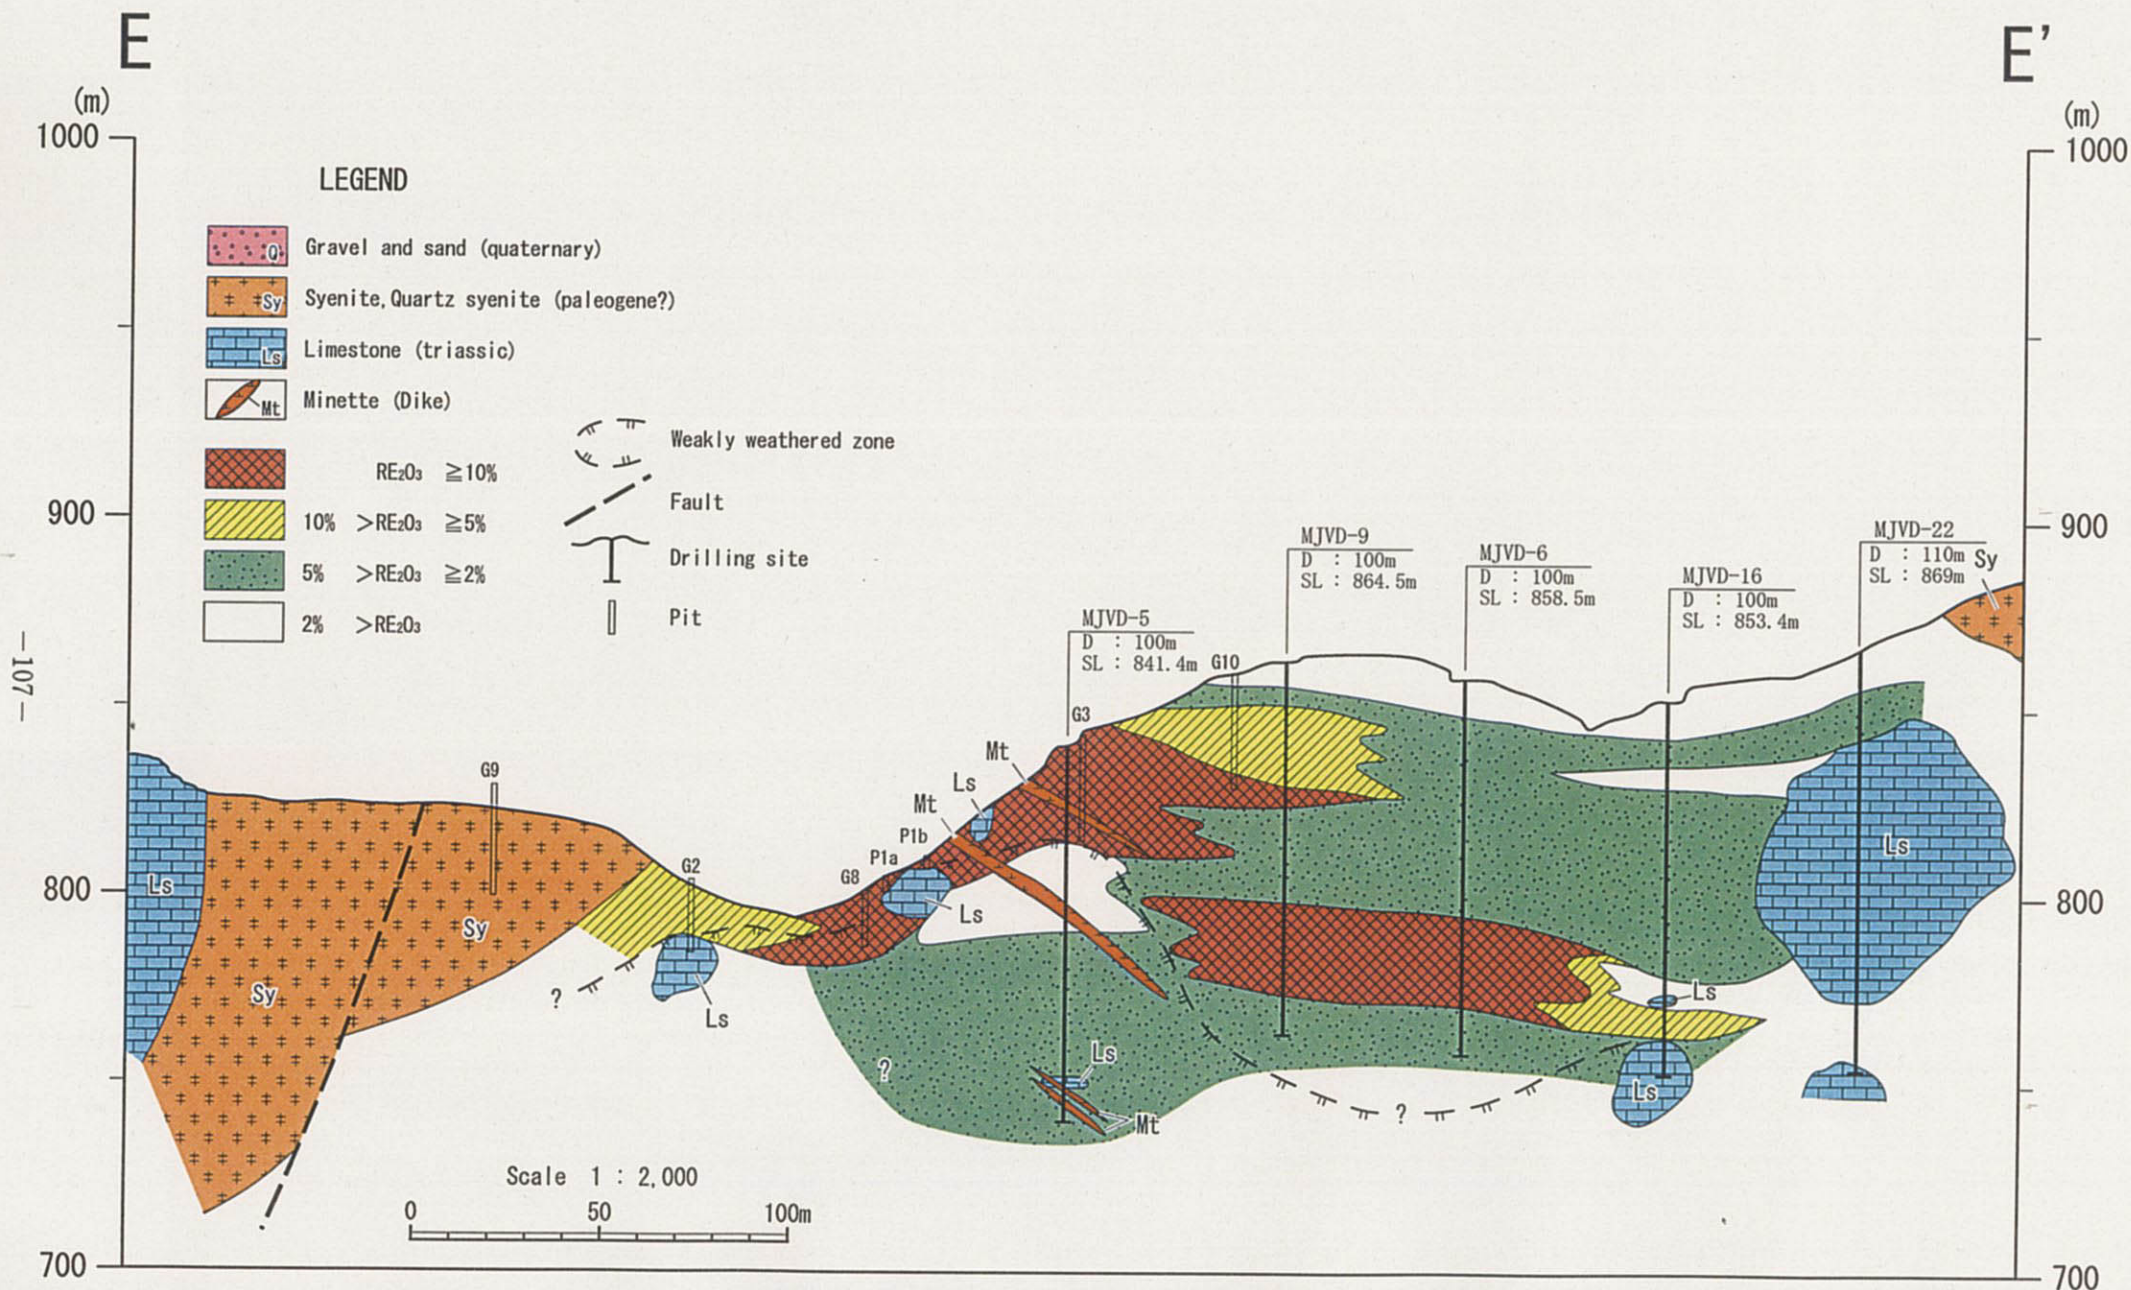 E
E'
(m)
(m)
1000
1000
LEGEND
Q
Gravel and sand (quaternary)
Sy
Syenite, Quartz syenite (paleogene?)
Ls
Limestone (triassic)
Mt
Minette (Dike)
RE₂O₃ ≧10%
10% >RE₂O₃ ≧5%
5% >RE₂O₃ ≧2%
2% >RE₂O₃
Weakly weathered zone
Fault
Drilling site
Pit
900
900
MJVD-5
D : 100m
SL : 841.4m
MJVD-9
D : 100m
SL : 864.5m
MJVD-6
D : 100m
SL : 858.5m
MJVD-16
D : 100m
SL : 853.4m
MJVD-22
D : 110m
SL : 869m
Sy
-107-
G10
G3
Mt
G9
Ls
Mt
P1b
P1a
G8
G2
800
800
Ls
Ls
Ls
Sy
Sy
?
Ls
Ls
?
Ls
Ls
?
Mt
Scale 1 : 2,000
0 50 100m
700
700